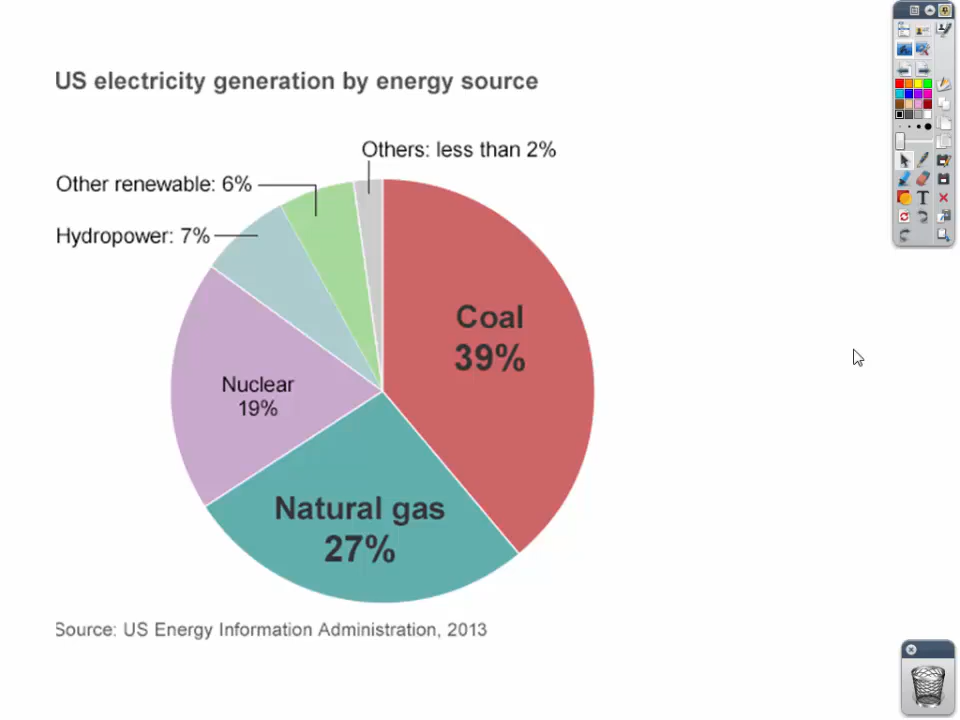 US electricity generation by energy source
Others: less than 2%
Other renewable: 6%
Hydropower: 7%
Coal
39%
Nuclear
19%
Natural gas
27%
Source: US Energy Information Administration, 2013